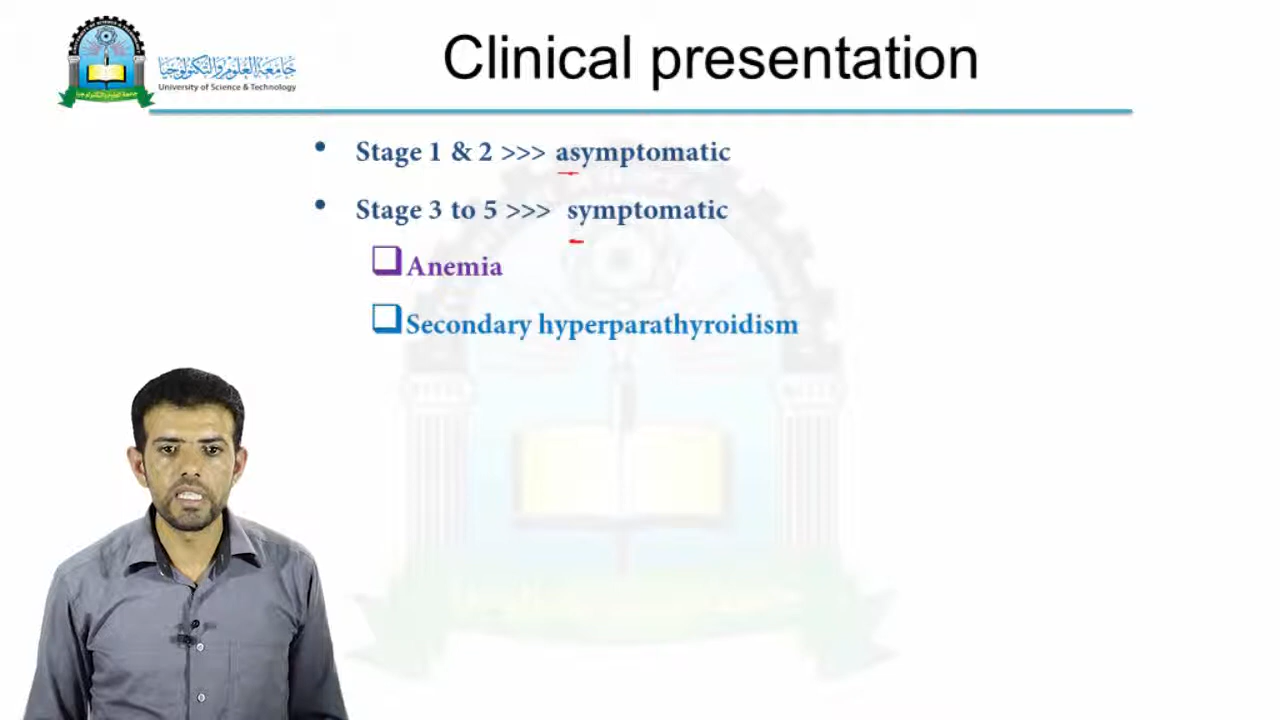 Clinical presentation
جامعة العلوم والتكنولوجيا
University of Science & Technology
• Stage 1 & 2 >>> asymptomatic
• Stage 3 to 5 >>> symptomatic
❑Anemia
❑Secondary hyperparathyroidism